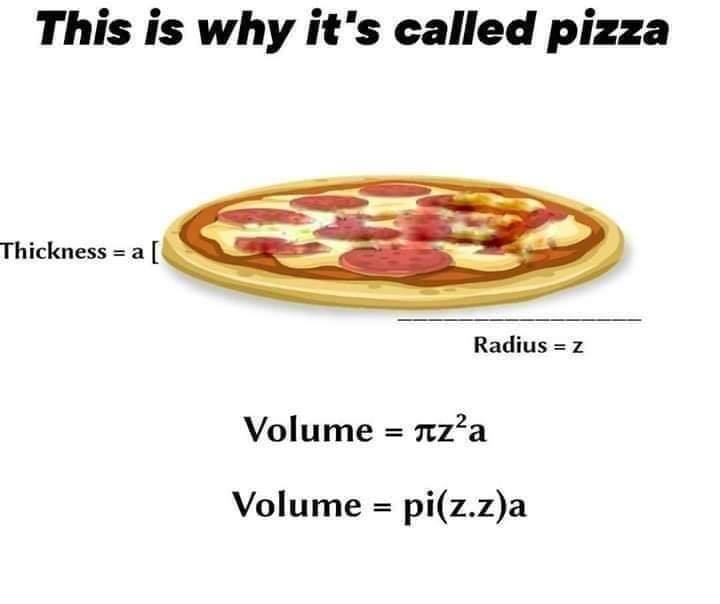 This is why it's called pizza
Thickness = a [
Radius = z
Volume = πz²a
Volume = pi(z.z)a